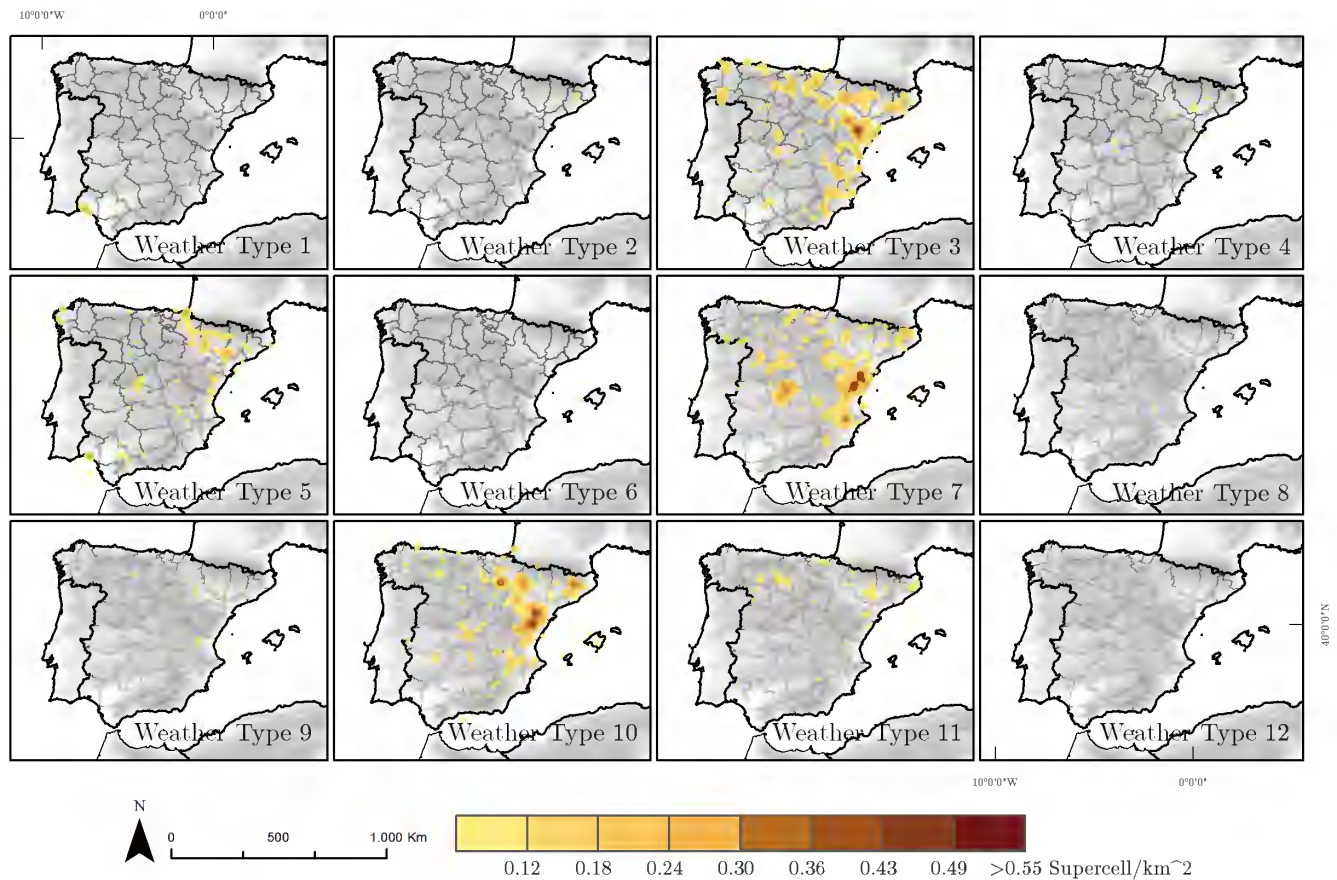 10°0'0"W 0°0'0"
Weather Type 1 Weather Type 2 Weather Type 3 Weather Type 4
Weather Type 5 Weather Type 6 Weather Type 7 Weather Type 8
40°0'0"N
Weather Type 9 Weather Type 10 Weather Type 11 Weather Type 12
10°0'0"W 0°0'0"
N
0 500 1.000 Km
0.12 0.18 0.24 0.30 0.36 0.43 0.49 >0.55 Supercell/km^2